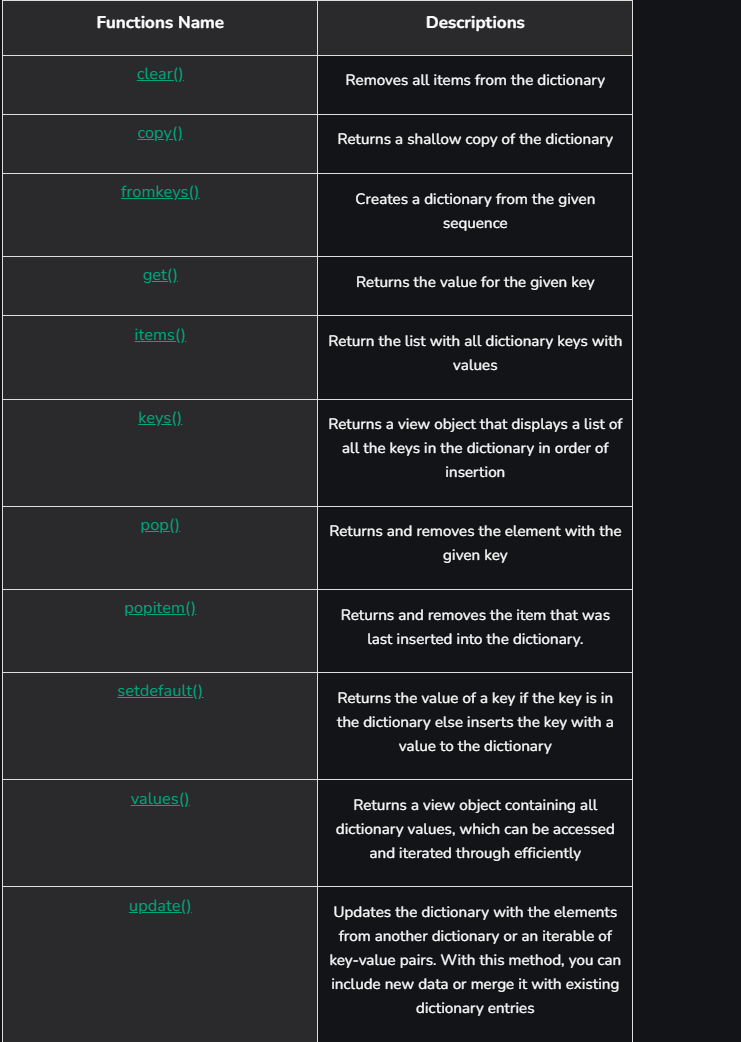 Functions Name
Descriptions
clear()
Removes all items from the dictionary
copy()
Returns a shallow copy of the dictionary
fromkeys()
Creates a dictionary from the given
sequence
get()
Returns the value for the given key
items()
Return the list with all dictionary keys with
values
keys()
Returns a view object that displays a list of
all the keys in the dictionary in order of
insertion
pop()
Returns and removes the element with the
given key
popitem()
Returns and removes the item that was
last inserted into the dictionary.
setdefault()
Returns the value of a key if the key is in
the dictionary else inserts the key with a
value to the dictionary
values()
Returns a view object containing all
dictionary values, which can be accessed
and iterated through efficiently
update()
Updates the dictionary with the elements
from another dictionary or an iterable of
key-value pairs. With this method, you can
include new data or merge it with existing
dictionary entries